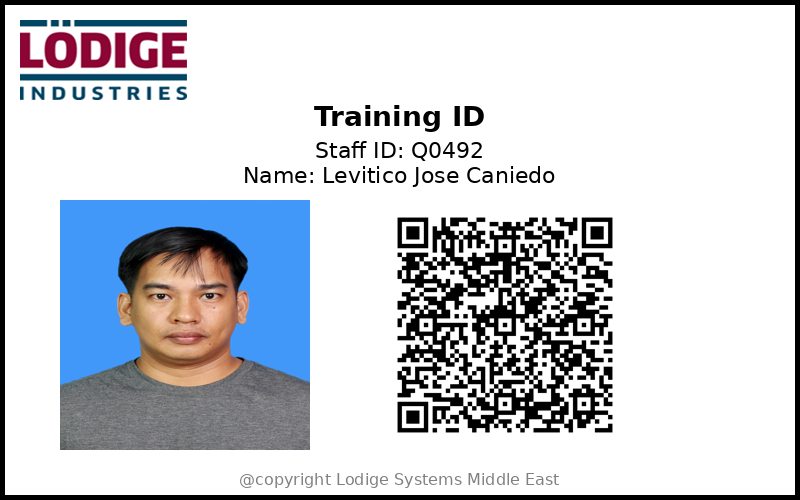 LÖDIGE
INDUSTRIES
Training ID
Staff ID: Q0492
Name: Levitico Jose Caniedo
@copyright Lodige Systems Middle East